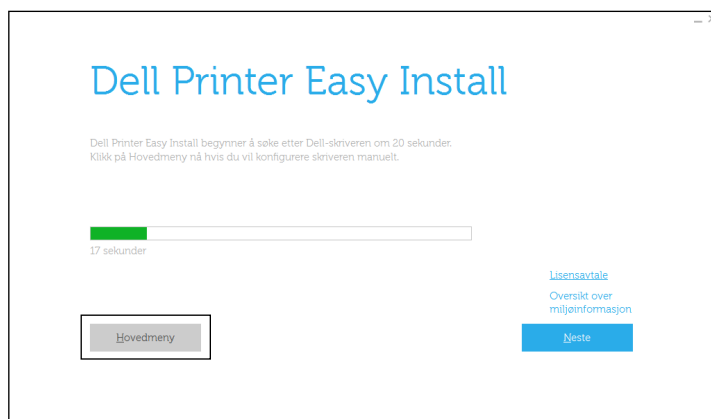 Dell Printer Easy Install
Dell Printer Easy Install begynner å søke etter Dell-skriveren om 20 sekunder.
Klikk på Hovedmeny nå hvis du vil konfigurere skriveren manuelt.
17 sekunder
Lisensavtale
Oversikt over
miljøinformasjon
Hovedmeny
Neste